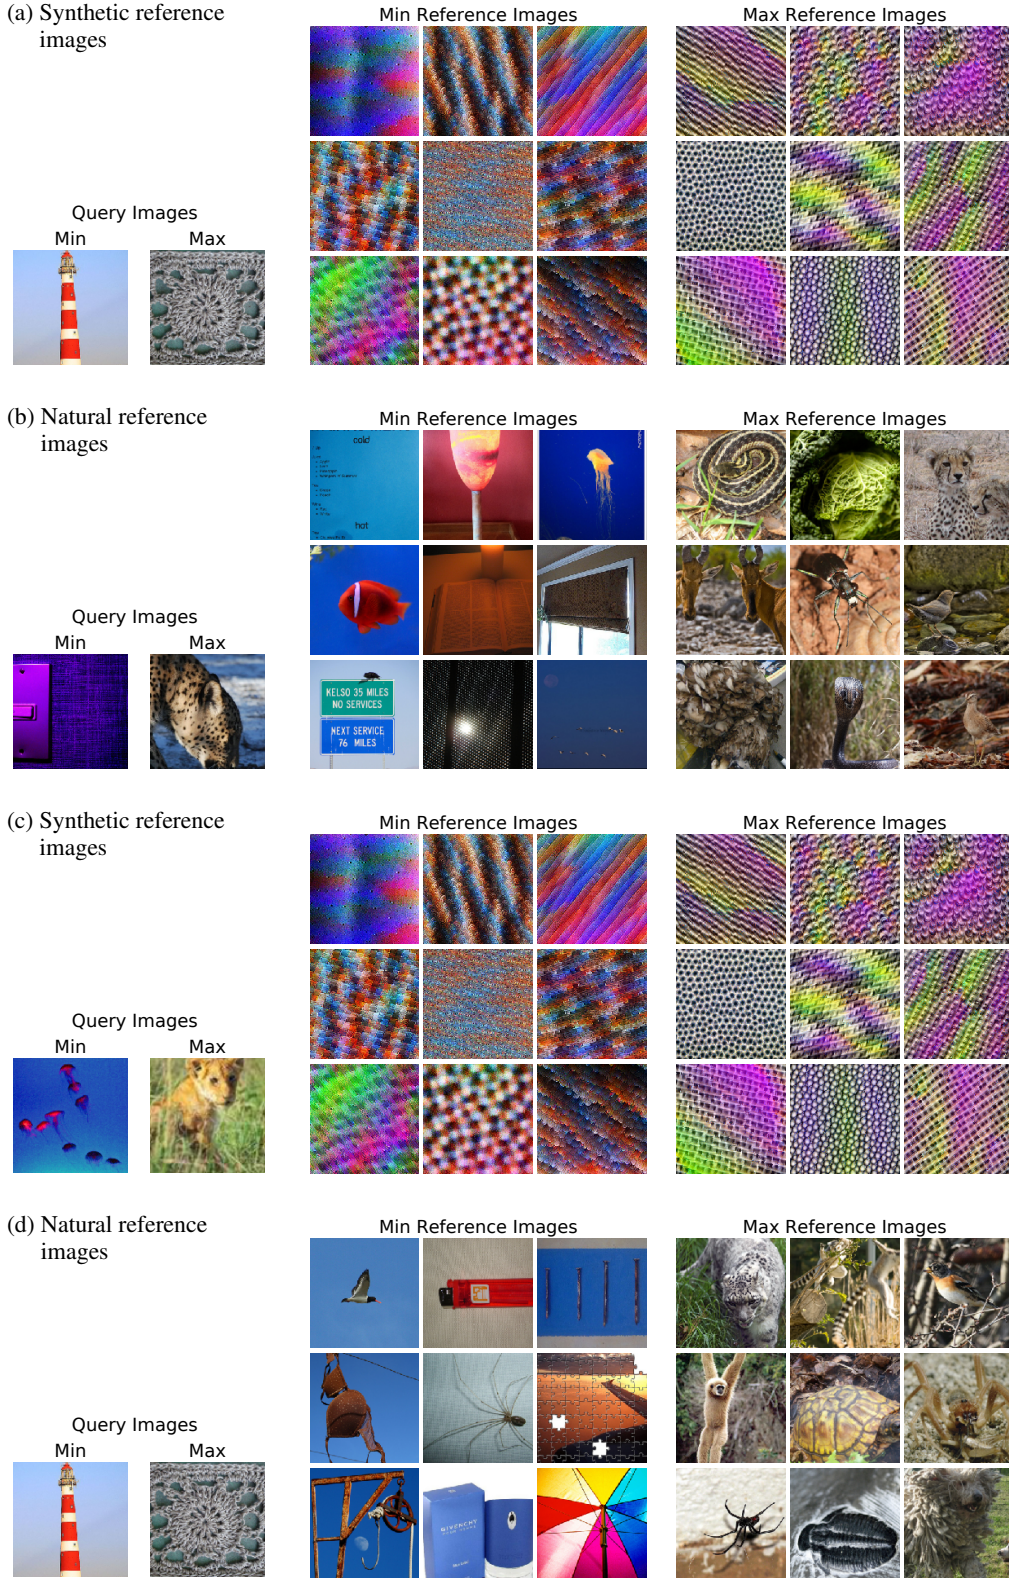 (a) Synthetic reference
images
Min Reference Images
Max Reference Images
Query Images
Min
Max
(b) Natural reference
images
Min Reference Images
Max Reference Images
cold
hot
Query Images
Min
Max
KELSO 35 MILES
NO SERVICES
NEXT SERVICE
76 MILES
(c) Synthetic reference
images
Min Reference Images
Max Reference Images
Query Images
Min
Max
(d) Natural reference
images
Min Reference Images
Max Reference Images
Query Images
Min
Max
GIVENCHY